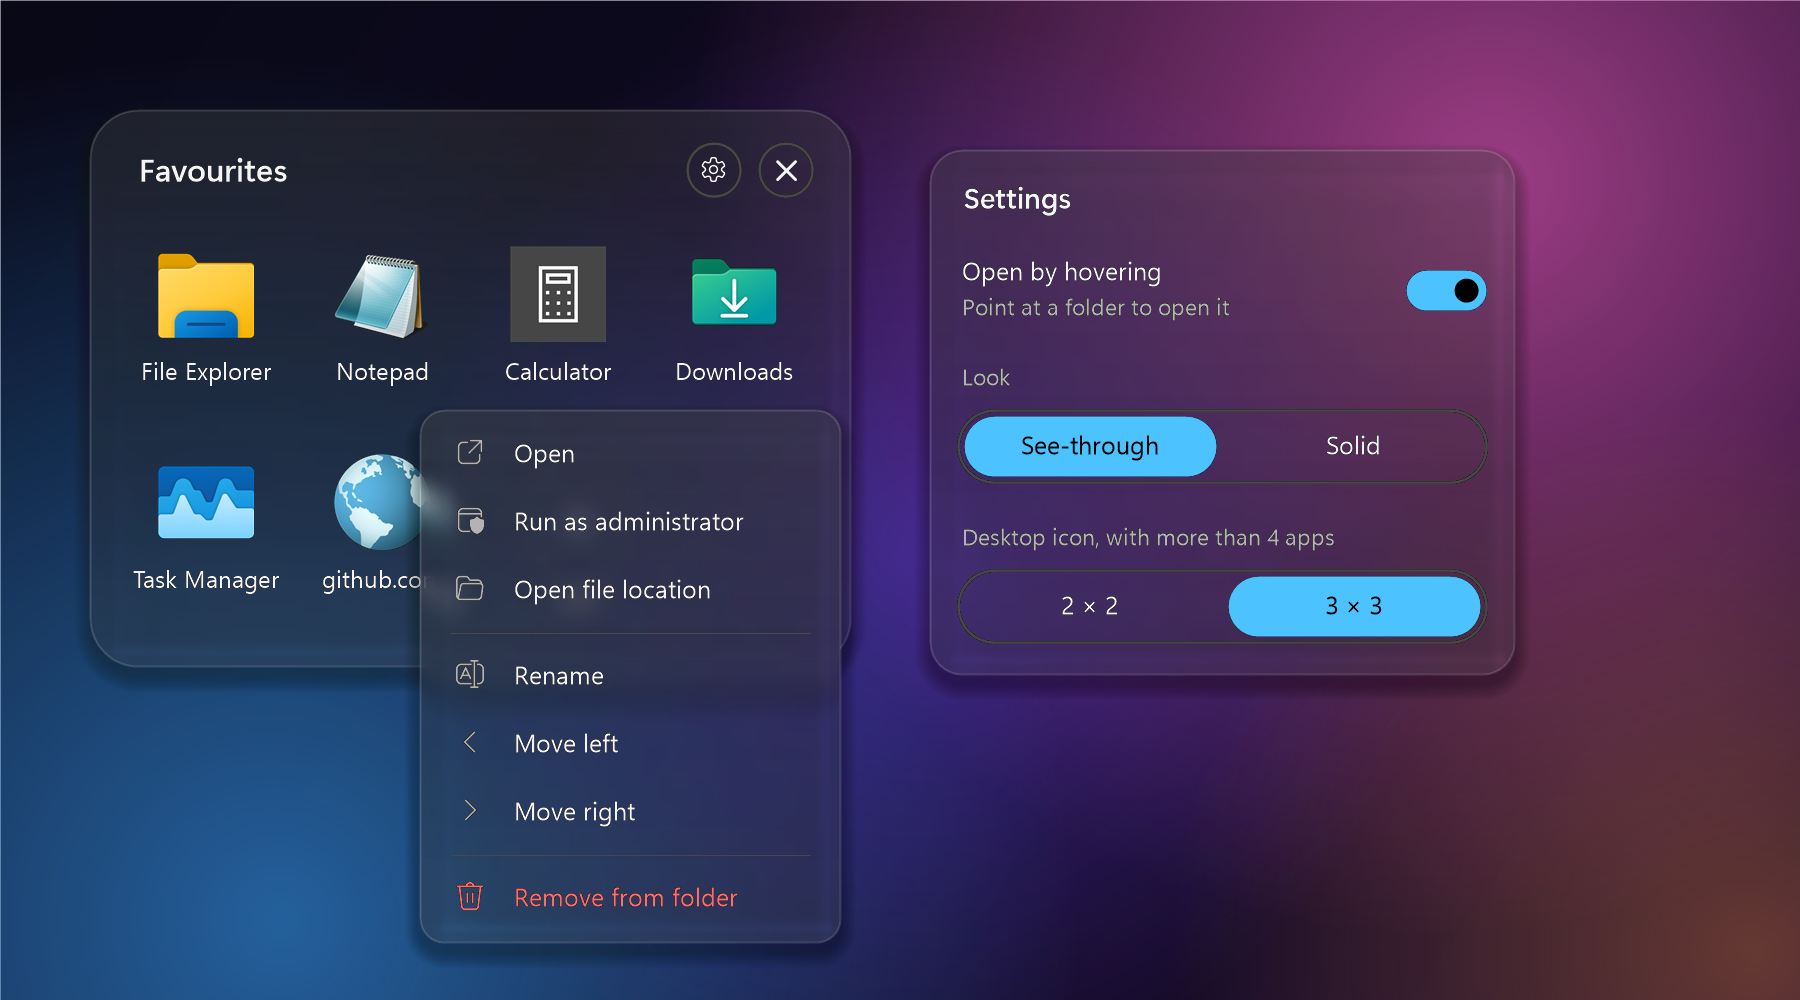 Favourites
File Explorer
Notepad
Calculator
Downloads
Task Manager
github.co
Open
Run as administrator
Open file location
Rename
Move left
Move right
Remove from folder
Settings
Open by hovering
Point at a folder to open it
Look
See-through
Solid
Desktop icon, with more than 4 apps
2 × 2
3 × 3